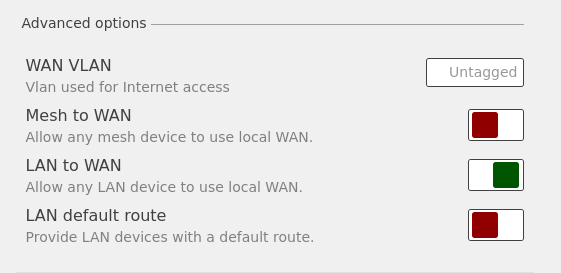 Advanced options
WAN VLAN
Untagged
Vlan used for Internet access
Mesh to WAN
Allow any mesh device to use local WAN.
LAN to WAN
Allow any LAN device to use local WAN.
LAN default route
Provide LAN devices with a default route.